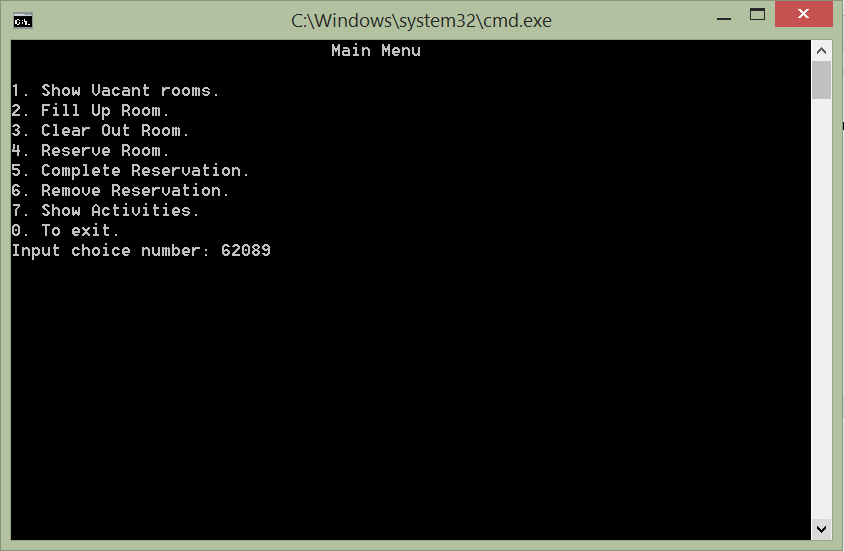 C:\Windows\system32\cmd.exe
Main Menu
1. Show Vacant rooms.
2. Fill Up Room.
3. Clear Out Room.
4. Reserve Room.
5. Complete Reservation.
6. Remove Reservation.
7. Show Activities.
0. To exit.
Input choice number: 62089